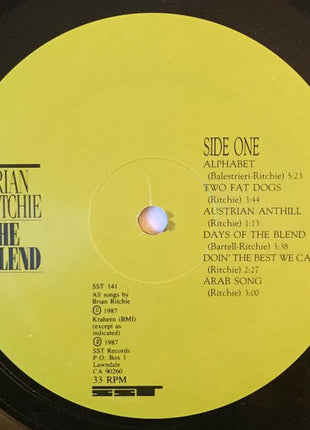 RIAN
TCHIE
HE
LEND
SIDE ONE
ALPHABET
(Balestrieri-Ritchie) 5:23
TWO FAT DOGS
(Ritchie) 3:44
AUSTRIAN ANTHILL
(Ritchie) 1:13
DAYS OF THE BLEND
(Bartell-Ritchie) 3:38
DOIN' THE BEST WE CA
(Ritchie) 2:27
ARAB SONG
(Ritchie) 3:00
SST 141
All songs by
Brian Ritchie
© 1987
Kraheen (BMI)
(except as
indicated)
℗ 1987
SST Records
P.O. Box 1
Lawndale
CA 90260
33 RPM
SST